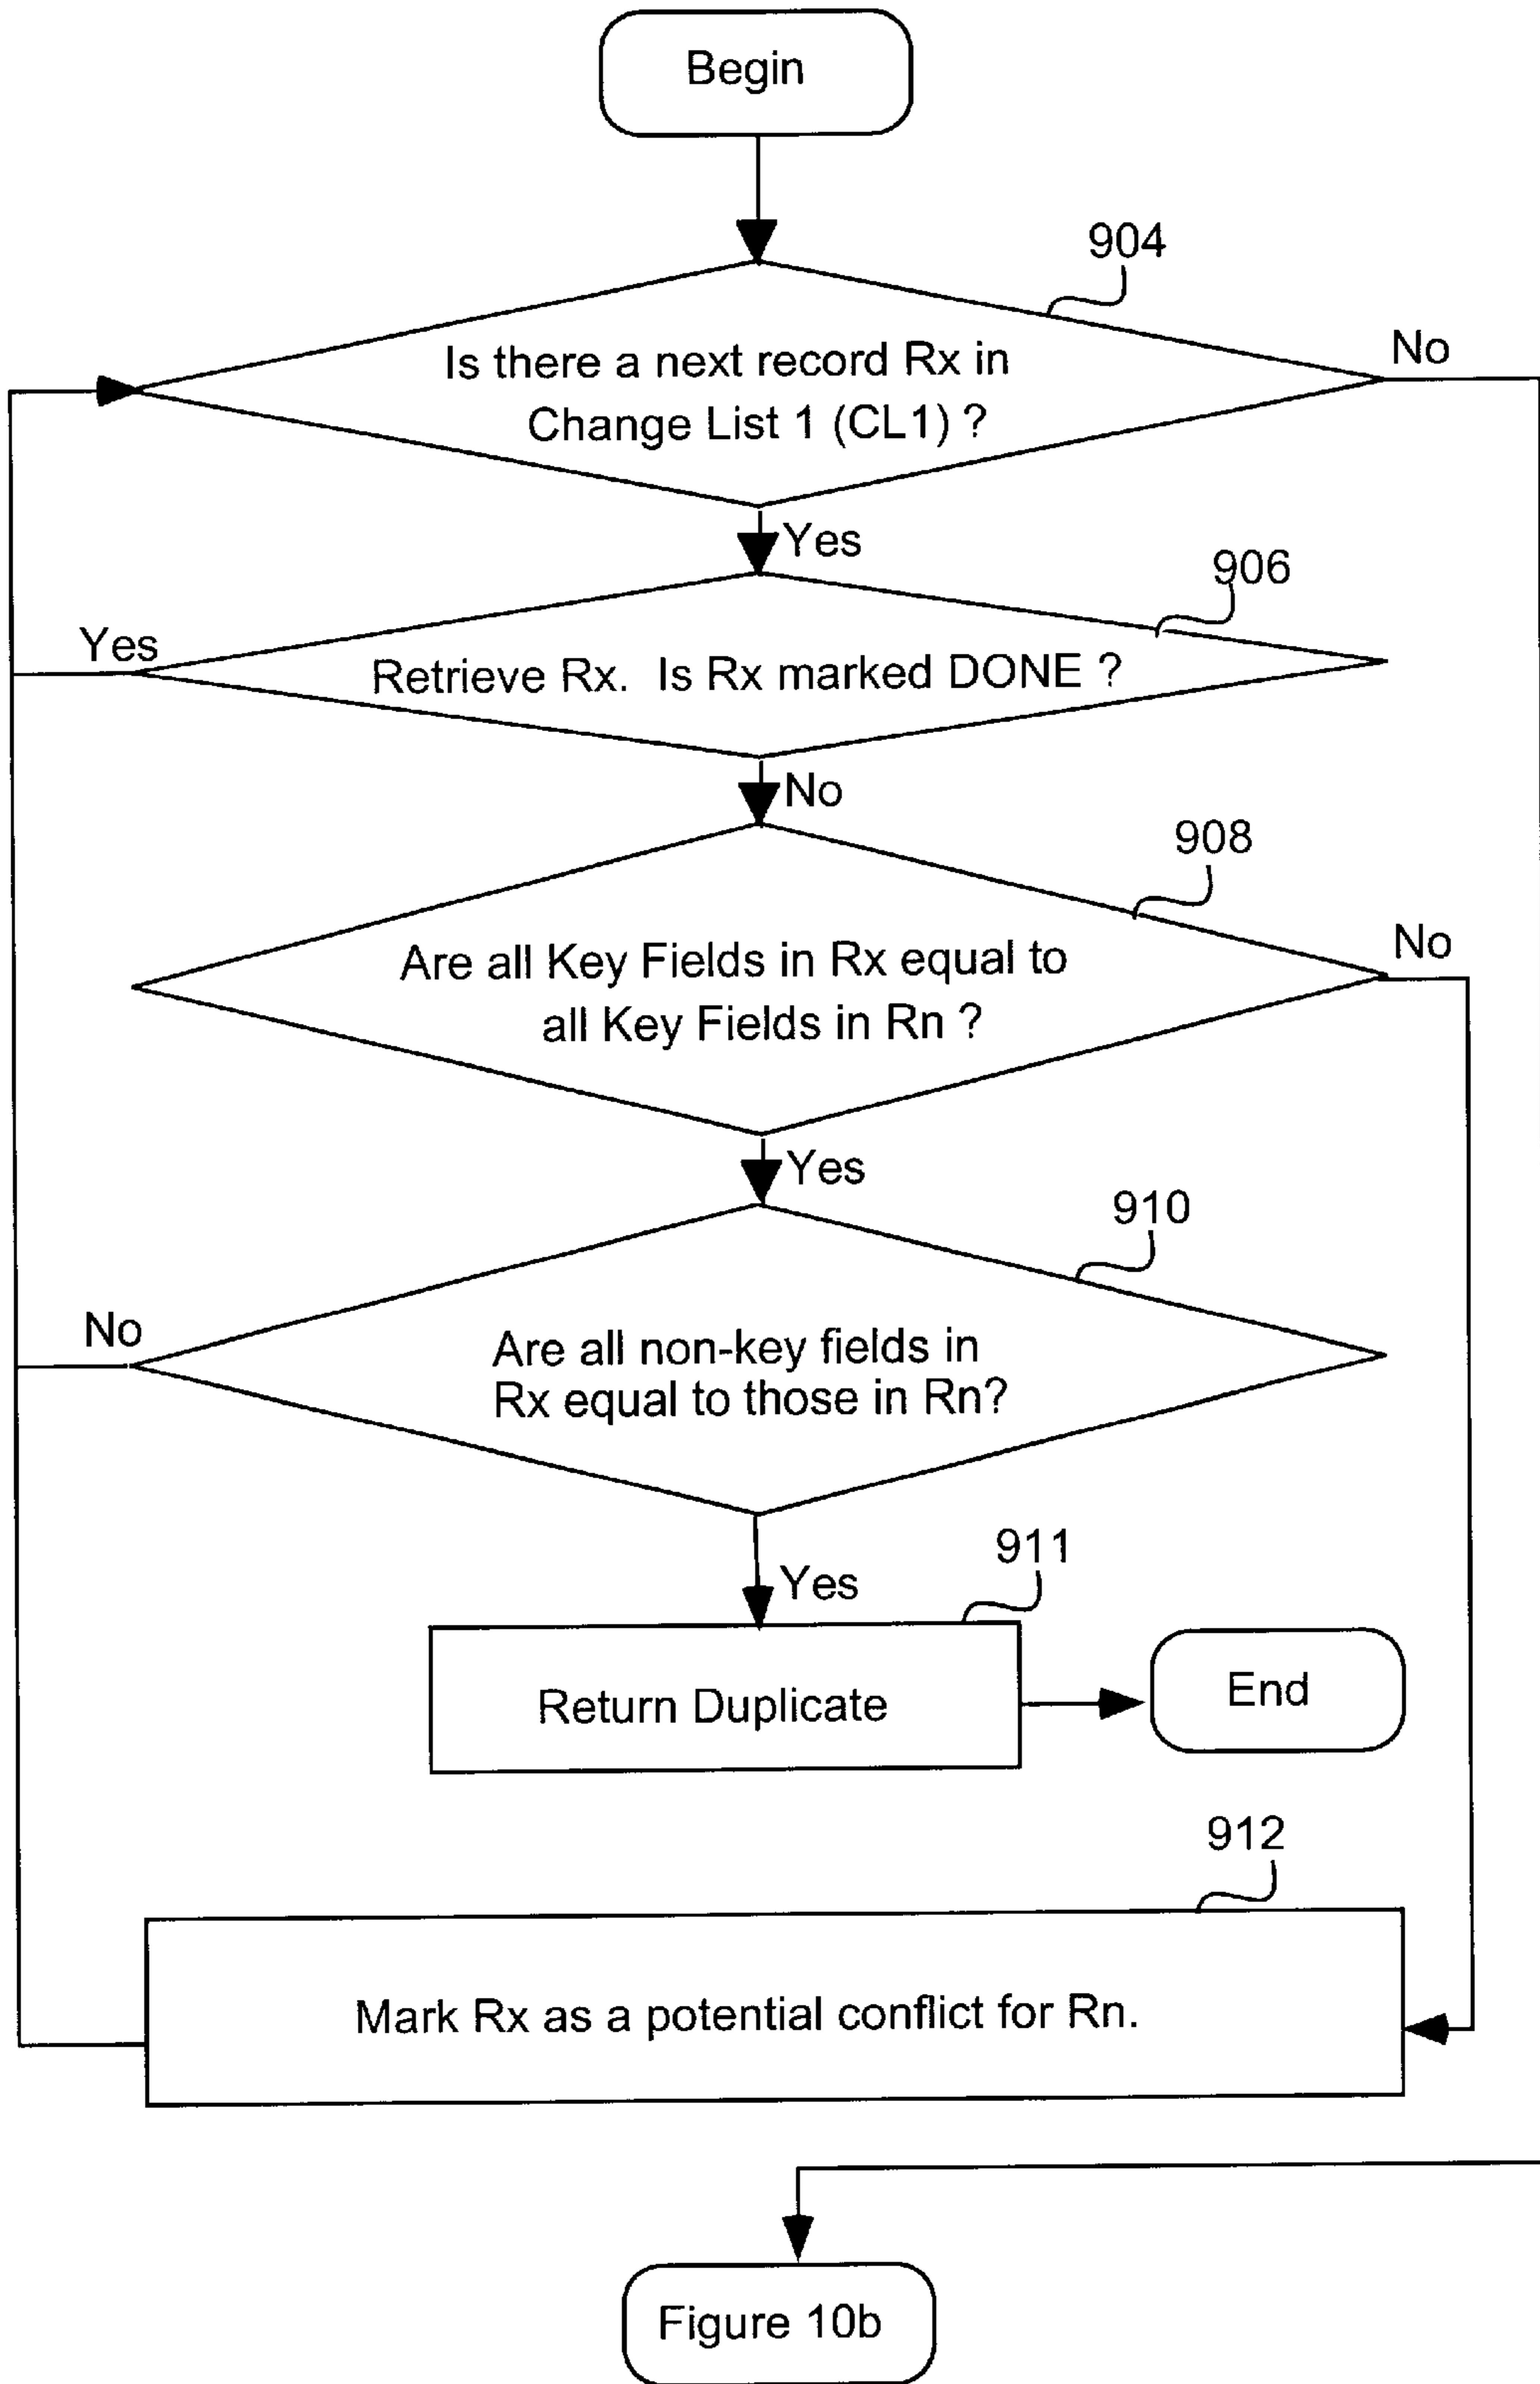 Begin
904
Is there a next record Rx in
Change List 1 (CL1) ?
No
Yes
906
Yes
Retrieve Rx.  Is Rx marked DONE ?
No
908
Are all Key Fields in Rx equal to
all Key Fields in Rn ?
No
Yes
910
No
Are all non-key fields in
Rx equal to those in Rn?
Yes
911
Return Duplicate
End
912
Mark Rx as a potential conflict for Rn.
Figure 10b